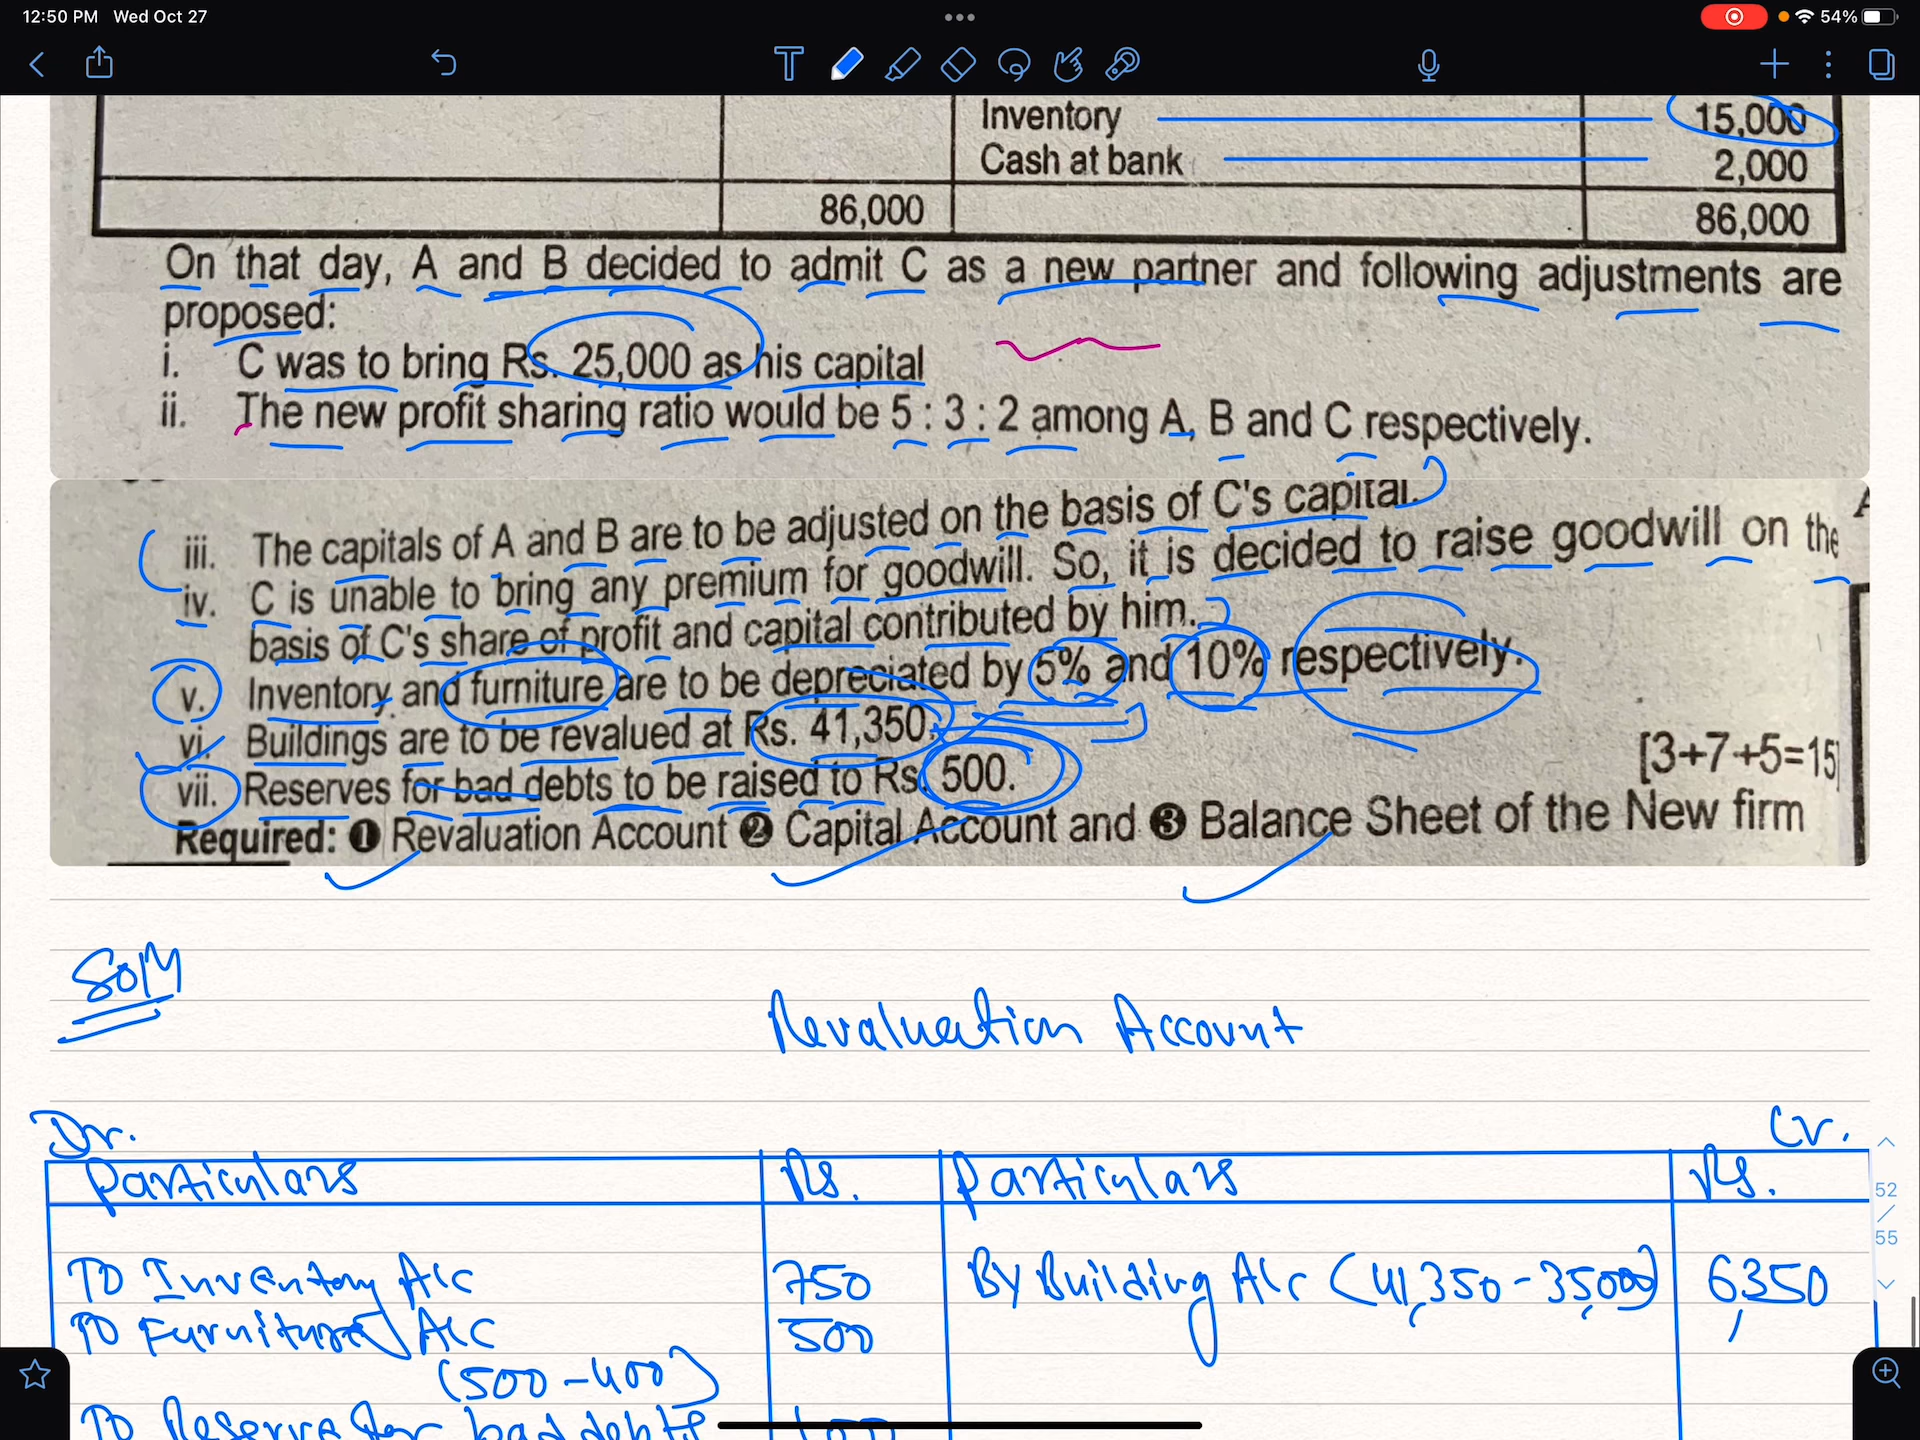 12:50 PM Wed Oct 27
54%
Inventory 15,000
Cash at bank 2,000
86,000 86,000
On that day, A and B decided to admit C as a new partner and following adjustments are
proposed:
i. C was to bring Rs. 25,000 as his capital
ii. The new profit sharing ratio would be 5 : 3 : 2 among A, B and C respectively.
iii. The capitals of A and B are to be adjusted on the basis of C's capital.
iv. C is unable to bring any premium for goodwill. So, it is decided to raise goodwill on the
basis of C's share of profit and capital contributed by him.
v. Inventory and furniture are to be depreciated by 5% and 10% respectively.
vi. Buildings are to be revalued at Rs. 41,350.
vii. Reserves for bad debts to be raised to Rs. 500.
[3+7+5=15]
Required: ❶ Revaluation Account ❷ Capital Account and ❸ Balance Sheet of the New firm
Revaluation Account
Dr. Cr.
Particulars Rs. Particulars Rs.
To Inventory A/c 750 By Building A/c (41,350-35000) 6,350
To Furniture A/c 500
(500-400)
To Reserve for bad debts 100
52
/
55